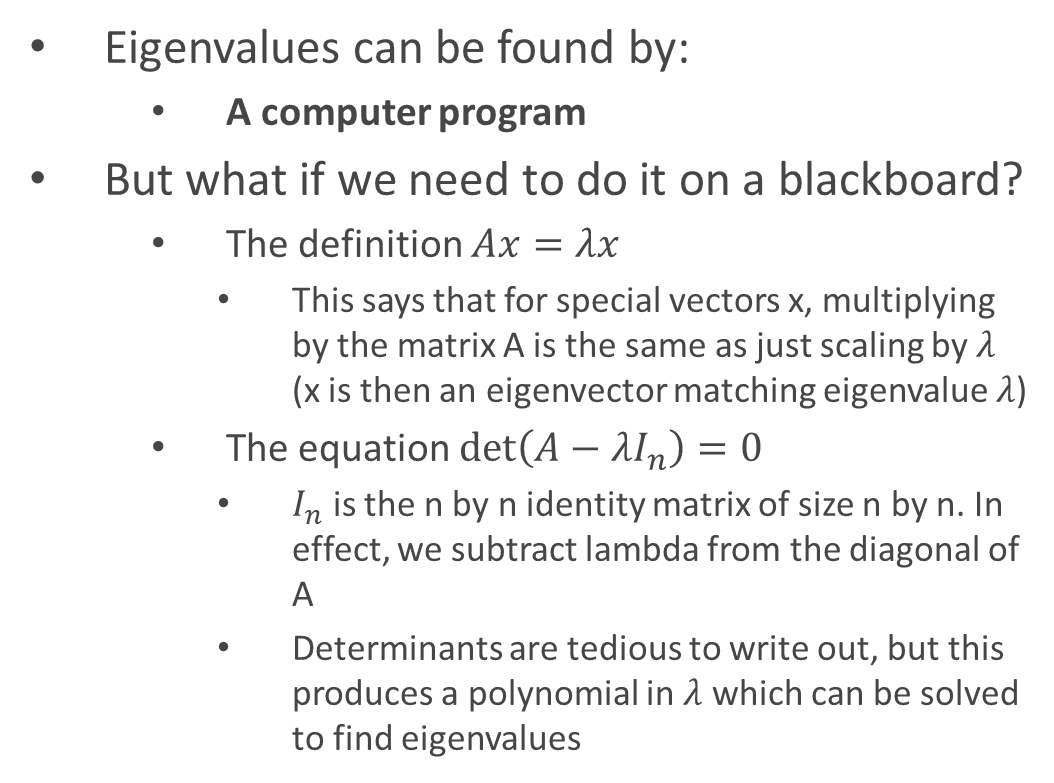 • Eigenvalues can be found by:
• A computer program
• But what if we need to do it on a blackboard?
• The definition 𝐴𝑥 = 𝜆𝑥
• This says that for special vectors x, multiplying
by the matrix A is the same as just scaling by 𝜆
(x is then an eigenvector matching eigenvalue 𝜆)
• The equation det(𝐴 − 𝜆𝐼ₙ) = 0
• 𝐼ₙ is the n by n identity matrix of size n by n. In
effect, we subtract lambda from the diagonal of
A
• Determinants are tedious to write out, but this
produces a polynomial in 𝜆 which can be solved
to find eigenvalues